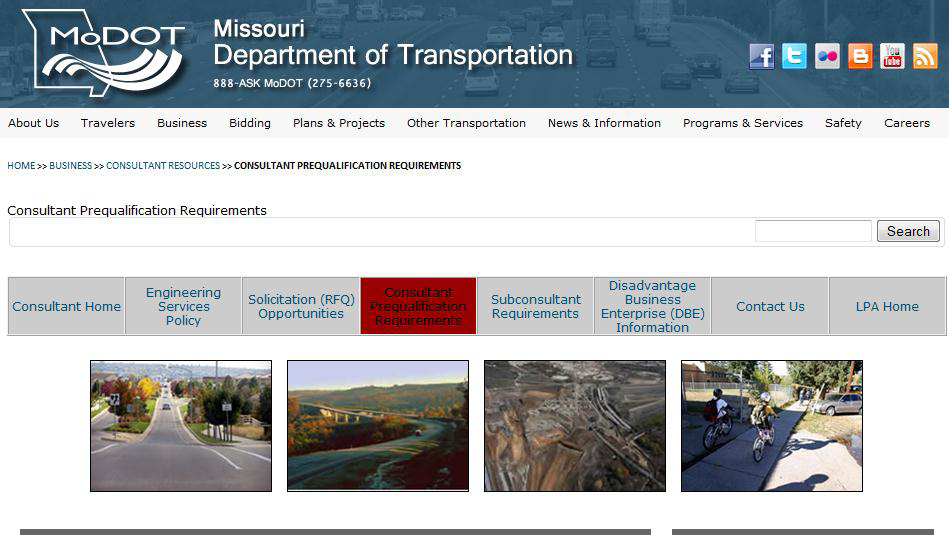 MoDOT
Missouri
Department of Transportation
888-ASK MoDOT (275-6636)
You
Tube
About Us Travelers Business Bidding Plans & Projects Other Transportation News & Information Programs & Services Safety Careers
HOME >> BUSINESS >> CONSULTANT RESOURCES >> CONSULTANT PREQUALIFICATION REQUIREMENTS
Consultant Prequalification Requirements
Search
Consultant Home
Engineering
Services
Policy
Solicitation (RFQ)
Opportunities
Consultant
Prequalification
Requirements
Subconsultant
Requirements
Disadvantage
Business
Enterprise (DBE)
Information
Contact Us
LPA Home